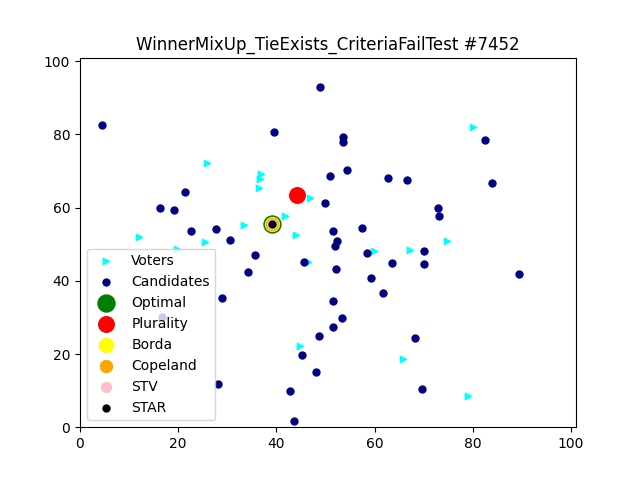 WinnerMixUp_TieExists_CriteriaFailTest #7452
100
80
60
40
20
0
Voters
Candidates
Optimal
Plurality
Borda
Copeland
STV
STAR
0 20 40 60 80 100